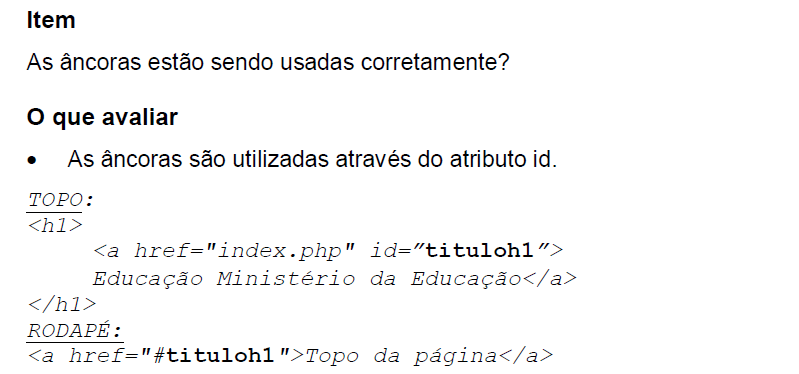 Item
As âncoras estão sendo usadas corretamente?
O que avaliar
• As âncoras são utilizadas através do atributo id.
TOPO:
<h1>
<a href="index.php" id=”tituloh1”>
Educação Ministério da Educação</a>
</h1>
RODAPÉ:
<a href="#tituloh1">Topo da página</a>